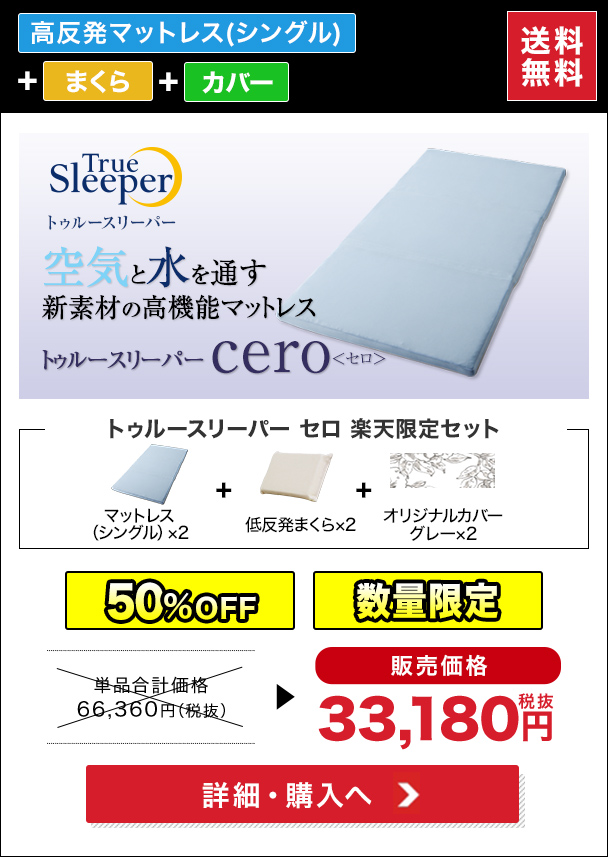 高反発マットレス(シングル)
+ まくら + カバー
送料
無料
True
Sleeper
トゥルースリーパー
空気と水を通す
新素材の高機能マットレス
トゥルースリーパー cero<セロ>
トゥルースリーパー セロ 楽天限定セット
マットレス
(シングル)×2
+
低反発まくら×2
+
オリジナルカバー
グレー×2
50%OFF
数量限定
単品合計価格
66,360円(税抜)
販売価格
33,180円 税抜
詳細・購入へ